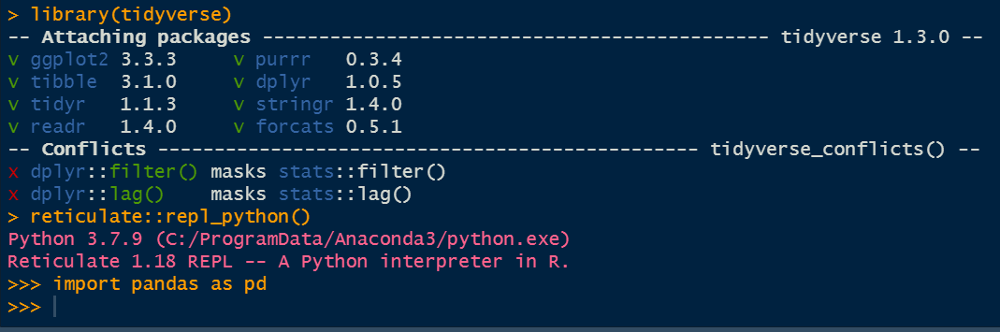 > library(tidyverse)
-- Attaching packages --------------------------------------------- tidyverse 1.3.0 --
v ggplot2 3.3.3     v purrr   0.3.4
v tibble  3.1.0     v dplyr   1.0.5
v tidyr   1.1.3     v stringr 1.4.0
v readr   1.4.0     v forcats 0.5.1
-- Conflicts ------------------------------------------------ tidyverse_conflicts() --
x dplyr::filter() masks stats::filter()
x dplyr::lag()    masks stats::lag()
> reticulate::repl_python()
Python 3.7.9 (C:/ProgramData/Anaconda3/python.exe)
Reticulate 1.18 REPL -- A Python interpreter in R.
>>> import pandas as pd
>>>